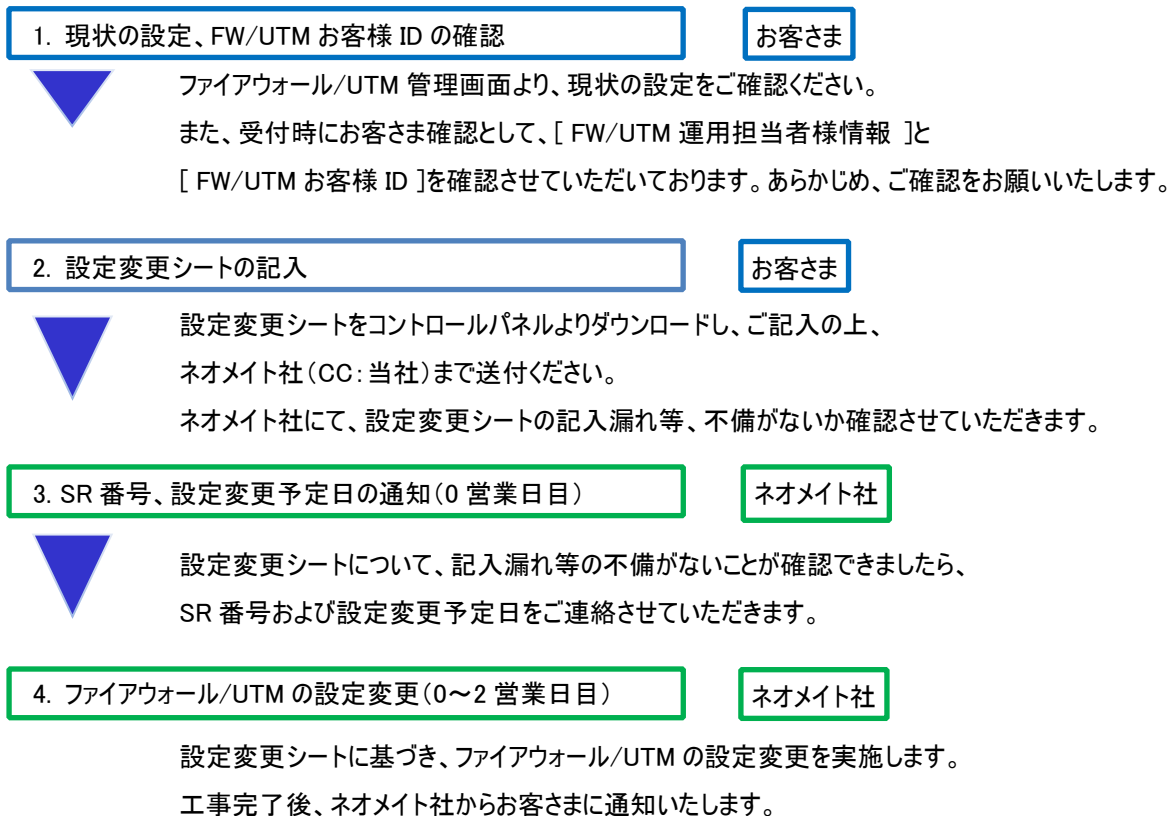 1. 現状の設定、FW/UTM お客様 ID の確認
お客さま
ファイアウォール/UTM 管理画面より、現状の設定をご確認ください。
また、受付時にお客さま確認として、[ FW/UTM 運用担当者様情報 ]と
[ FW/UTM お客様 ID ]を確認させていただいております。あらかじめ、ご確認をお願いいたします。
2. 設定変更シートの記入
お客さま
設定変更シートをコントロールパネルよりダウンロードし、ご記入の上、
ネオメイト社(CC:当社)まで送付ください。
ネオメイト社にて、設定変更シートの記入漏れ等、不備がないか確認させていただきます。
3. SR 番号、設定変更予定日の通知(0 営業日目)
ネオメイト社
設定変更シートについて、記入漏れ等の不備がないことが確認できましたら、
SR 番号および設定変更予定日をご連絡させていただきます。
4. ファイアウォール/UTM の設定変更(0～2 営業日目)
ネオメイト社
設定変更シートに基づき、ファイアウォール/UTM の設定変更を実施します。
工事完了後、ネオメイト社からお客さまに通知いたします。